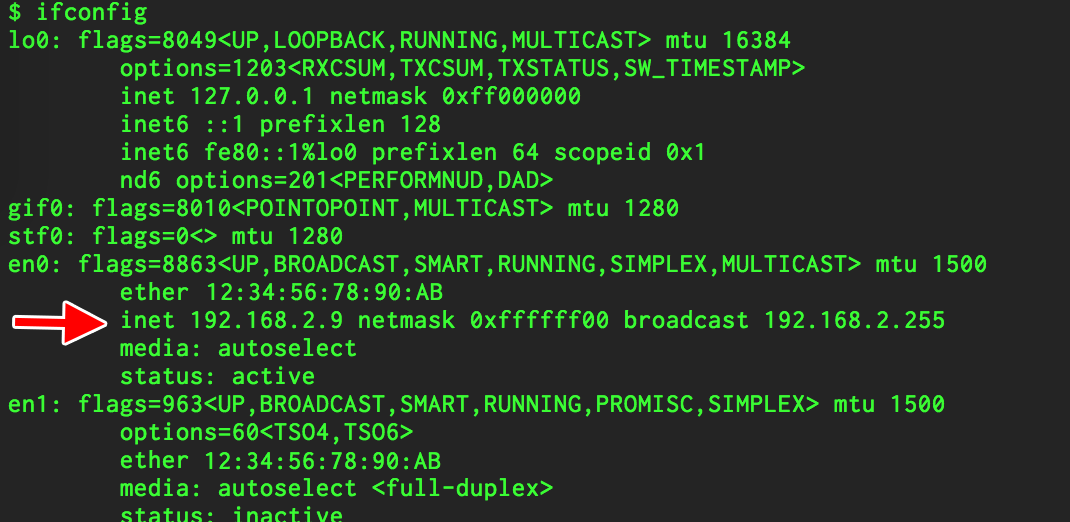 $ ifconfig
lo0: flags=8049<UP,LOOPBACK,RUNNING,MULTICAST> mtu 16384
options=1203<RXCSUM,TXCSUM,TXSTATUS,SW_TIMESTAMP>
inet 127.0.0.1 netmask 0xff000000
inet6 ::1 prefixlen 128
inet6 fe80::1%lo0 prefixlen 64 scopeid 0x1
nd6 options=201<PERFORMNUD,DAD>
gif0: flags=8010<POINTOPOINT,MULTICAST> mtu 1280
stf0: flags=0<> mtu 1280
en0: flags=8863<UP,BROADCAST,SMART,RUNNING,SIMPLEX,MULTICAST> mtu 1500
ether 12:34:56:78:90:AB
inet 192.168.2.9 netmask 0xffffff00 broadcast 192.168.2.255
media: autoselect
status: active
en1: flags=963<UP,BROADCAST,SMART,RUNNING,PROMISC,SIMPLEX> mtu 1500
options=60<TSO4,TSO6>
ether 12:34:56:78:90:AB
media: autoselect <full-duplex>
status: inactive